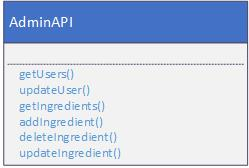 AdminAPI
getUsers()
updateUser()
getIngredients()
addIngredient()
deleteIngredient()
updateIngredient()